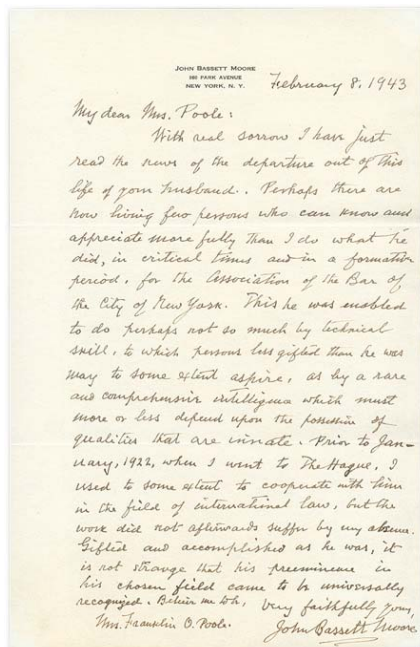 JOHN BASSETT MOORE
960 PARK AVENUE
NEW YORK, N. Y.
February 8, 1943
My dear Mrs. Poole:
With real sorrow I have just
read the news of the departure out of this
life of your husband. Perhaps there are
now living few persons who can know and
appreciate more fully than I do what he
did, in critical times and in a formative
period, for the Association of the Bar of
the City of New York. This he was enabled
to do perhaps not so much by technical
skill, to which persons less gifted than he was
may to some extent aspire, as by a rare
and comprehensive intelligence which must
more or less depend upon the possession of
qualities that are innate. Prior to Jan-
uary, 1922, when I went to The Hague, I
used to some extent to cooperate with him
in the field of international law, but the
work did not afterwards suffer by my absence.
Gifted and accomplished as he was, it
is not strange that his preeminence in
his chosen field came to be universally
recognized. Believe me to be, very faithfully yours,
Mrs. Franklin O. Poole.
John Bassett Moore